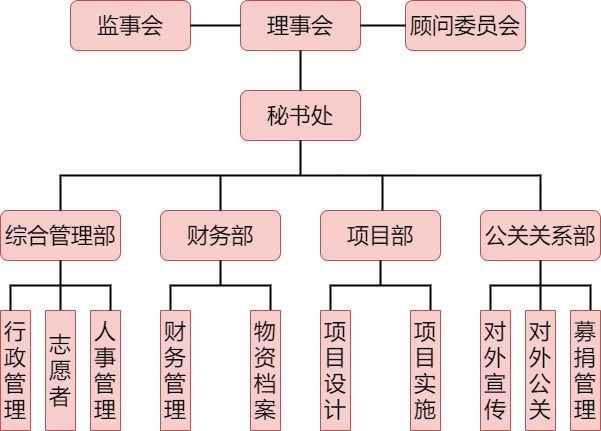 监事会
理事会
顾问委员会
秘书处
综合管理部
财务部
项目部
公关关系部
行政管理
志愿者
人事管理
财务管理
物资档案
项目设计
项目实施
对外宣传
对外公关
募捐管理